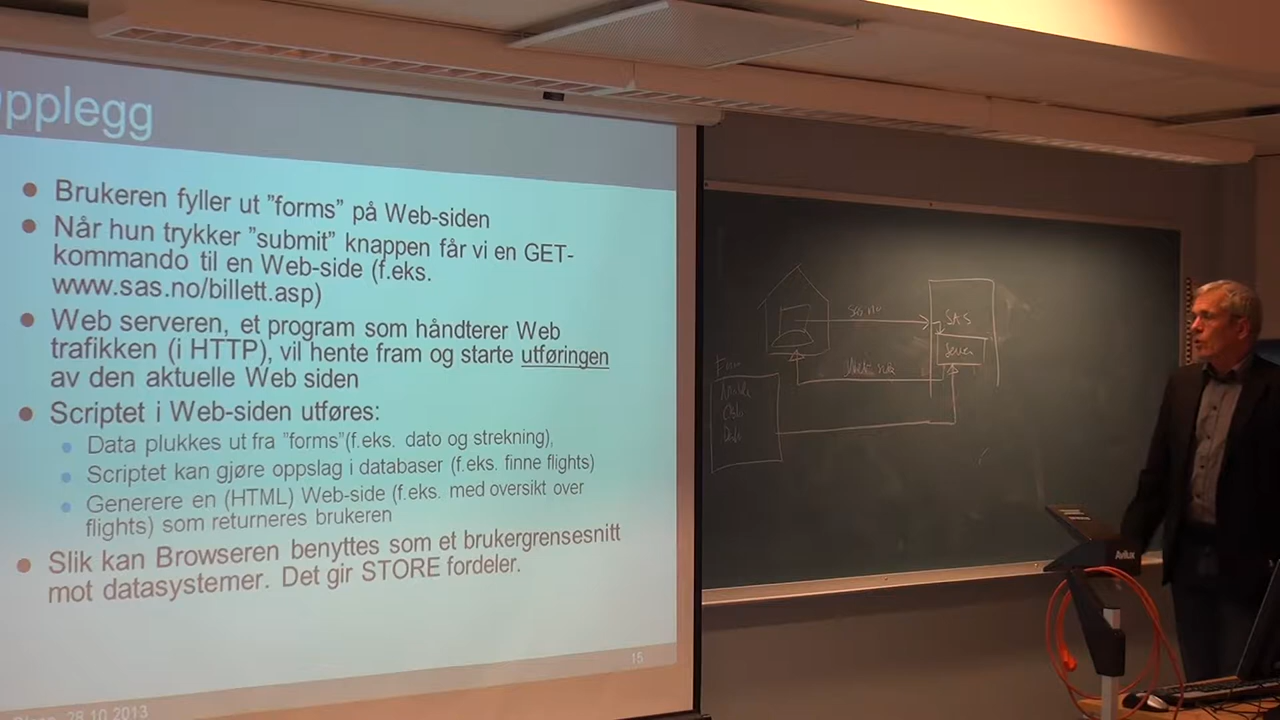 pplegg
Brukeren fyller ut "forms" på Web-siden
Når hun trykker "submit" knappen får vi en GET-
kommando til en Web-side (f.eks.
www.sas.no/billett.asp)
Web serveren, et program som håndterer Web
trafikken (i HTTP), vil hente fram og starte utføringen
av den aktuelle Web siden
Scriptet i Web-siden utføres:
Data plukkes ut fra "forms"(f.eks. dato og strekning),
Scriptet kan gjøre oppslag i databaser (f.eks. finne flights)
Generere en (HTML) Web-side (f.eks. med oversikt over
flights) som returneres brukeren
Slik kan Browseren benyttes som et brukergrensesnitt
mot datasystemer. Det gir STORE fordeler.
15
28.10.2013
sas.no
SAS
Server
Avilux